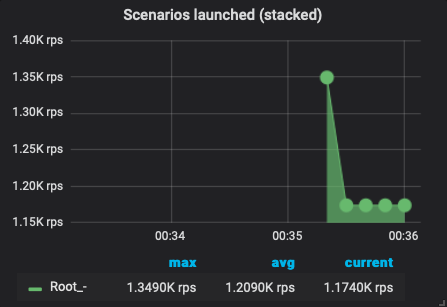 Scenarios launched (stacked)
1.40K rps
1.35K rps
1.30K rps
1.25K rps
1.20K rps
1.15K rps
00:34 00:35 00:36
max avg current
Root_- 1.3490K rps 1.2090K rps 1.1740K rps